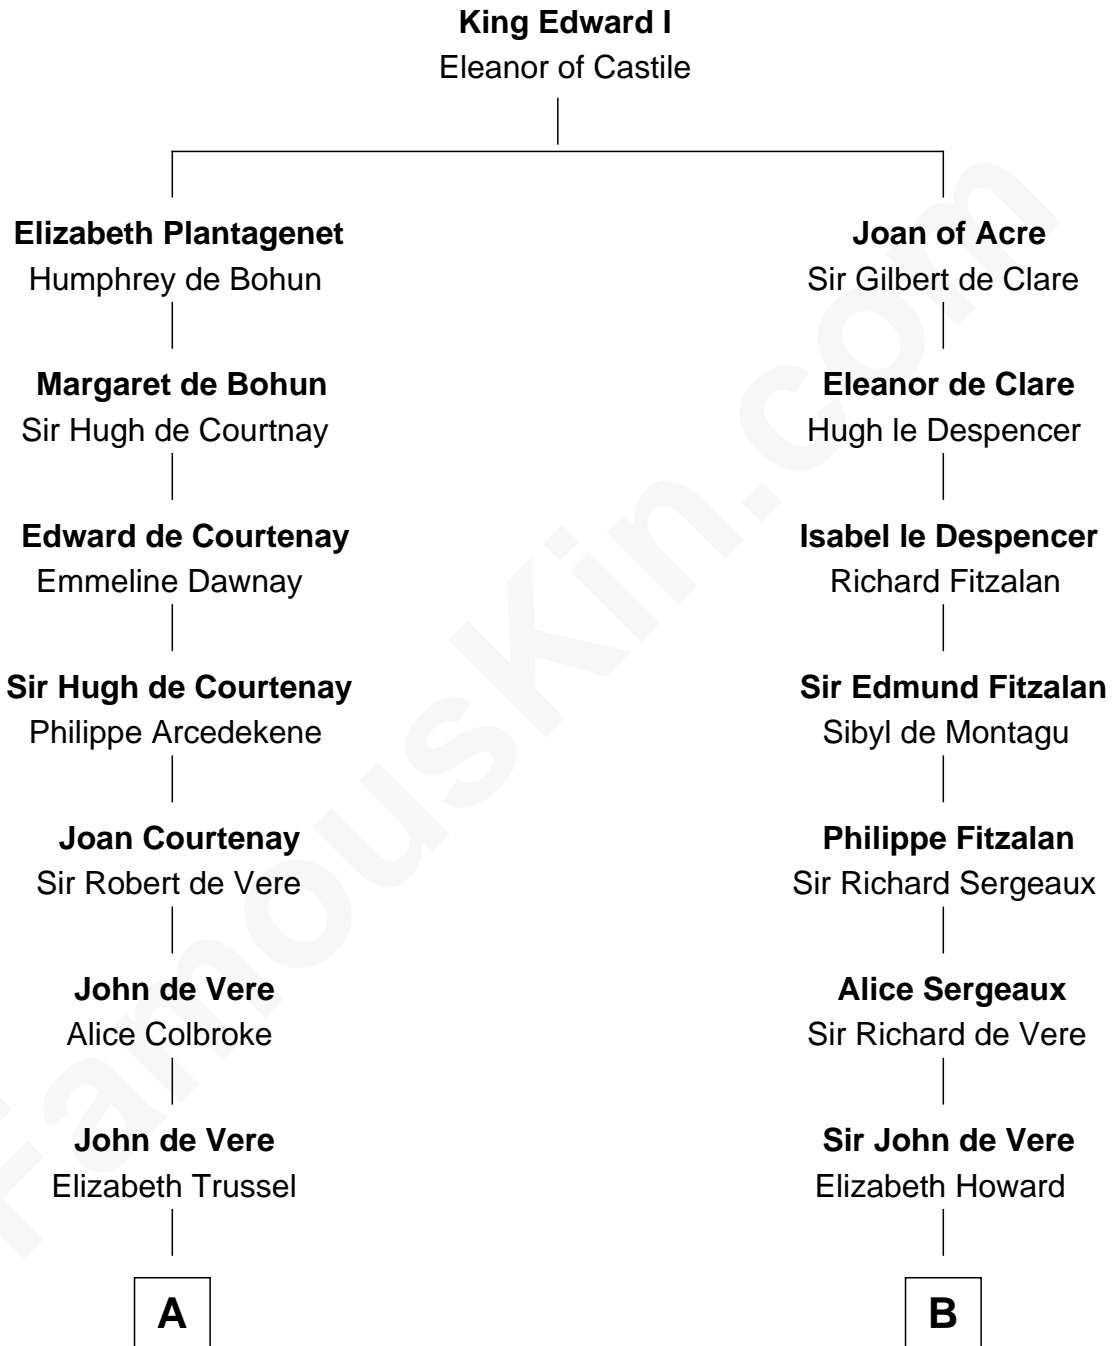 King Edward I
Eleanor of Castile
Elizabeth Plantagenet
Humphrey de Bohun
Joan of Acre
Sir Gilbert de Clare
Margaret de Bohun
Sir Hugh de Courtnay
Eleanor de Clare
Hugh le Despencer
Edward de Courtenay
Emmeline Dawnay
Isabel le Despencer
Richard Fitzalan
Sir Hugh de Courtenay
Philippe Arcedekene
Sir Edmund Fitzalan
Sibyl de Montagu
Joan Courtenay
Sir Robert de Vere
Philippe Fitzalan
Sir Richard Sergeaux
John de Vere
Alice Colbroke
Alice Sergeaux
Sir Richard de Vere
John de Vere
Elizabeth Trussel
Sir John de Vere
Elizabeth Howard
A
B
FamousKin.com